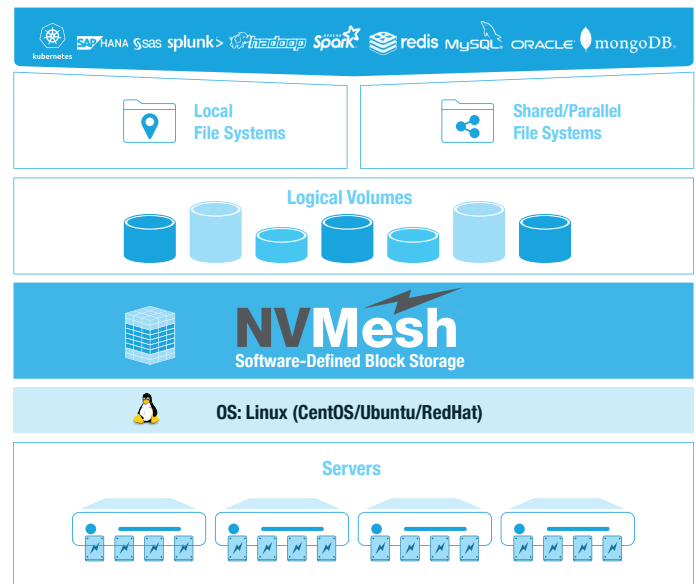 kubernetes
SAP HANA
sas
splunk>
APACHE
hadoop
Spark
redis
MySQL
ORACLE
mongoDB.
Local
File Systems
Shared/Parallel
File Systems
Logical Volumes
NVMesh
Software-Defined Block Storage
OS: Linux (CentOS/Ubuntu/RedHat)
Servers